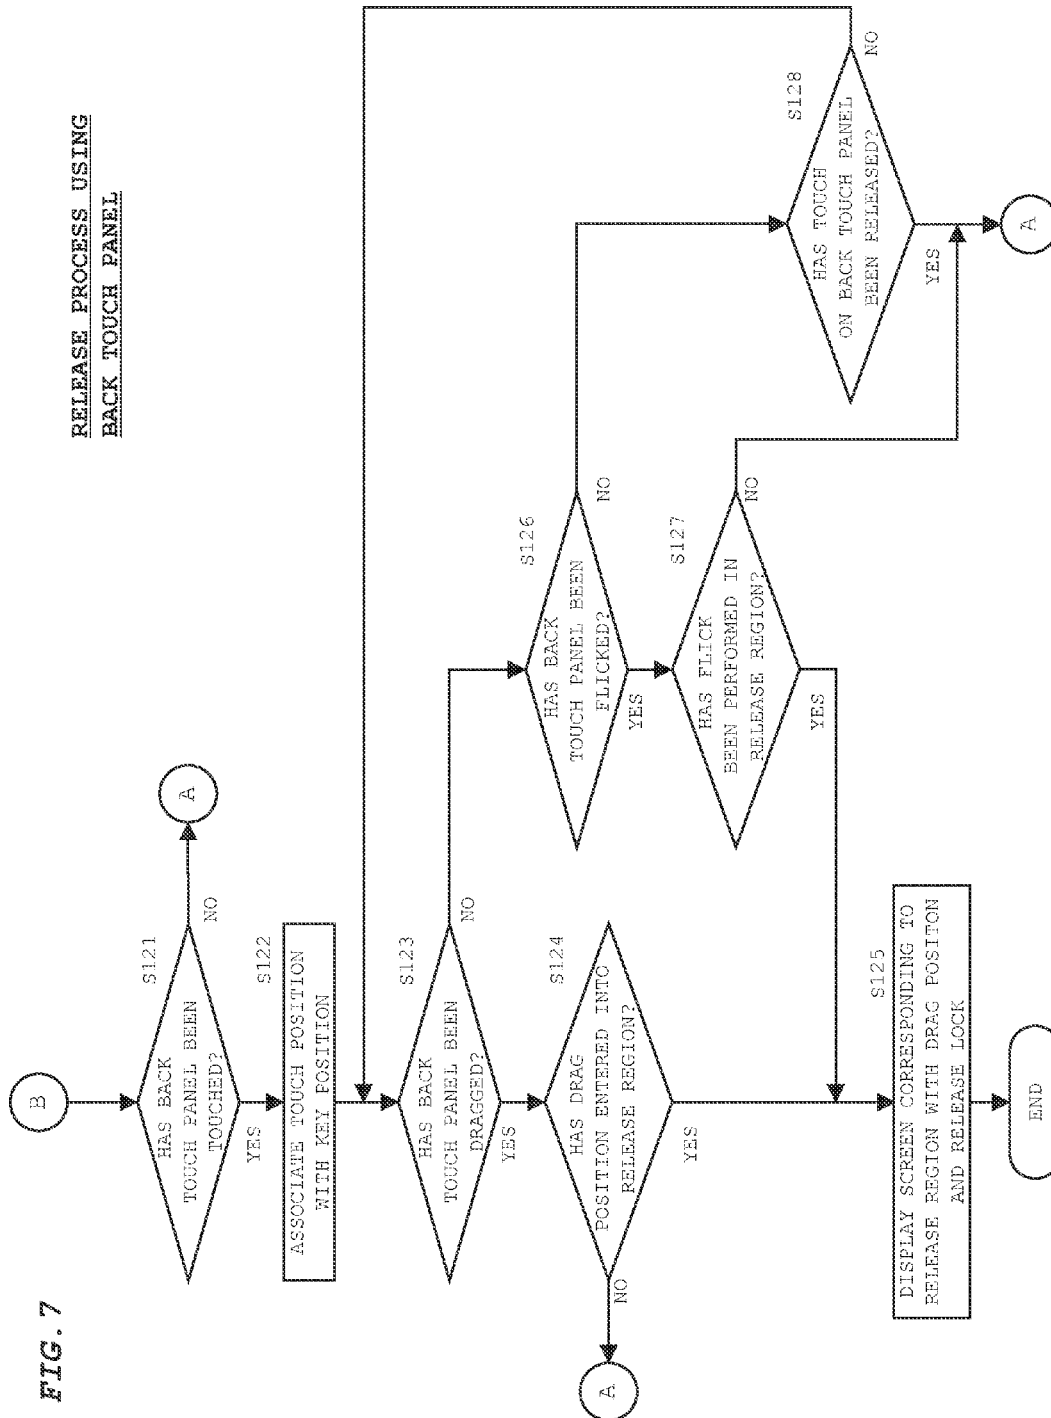 FIG. 7
RELEASE PROCESS USING
BACK TOUCH PANEL
B
S121
HAS BACK
TOUCH PANEL BEEN
TOUCHED?
NO
A
YES
S122
ASSOCIATE TOUCH POSITION
WITH KEY POSITION
S123
HAS BACK
TOUCH PANEL BEEN
DRAGGED?
NO
YES
S124
HAS DRAG
POSITION ENTERED INTO
RELEASE REGION?
NO
A
YES
S125
DISPLAY SCREEN CORRESPONDING TO
RELEASE REGION WITH DRAG POSITON
AND RELEASE LOCK
END
S126
HAS BACK
TOUCH PANEL BEEN
FLICKED?
NO
YES
S127
HAS FLICK
BEEN PERFORMED IN
RELEASE REGION?
NO
YES
S128
HAS TOUCH
ON BACK TOUCH PANEL
BEEN RELEASED?
NO
YES
A